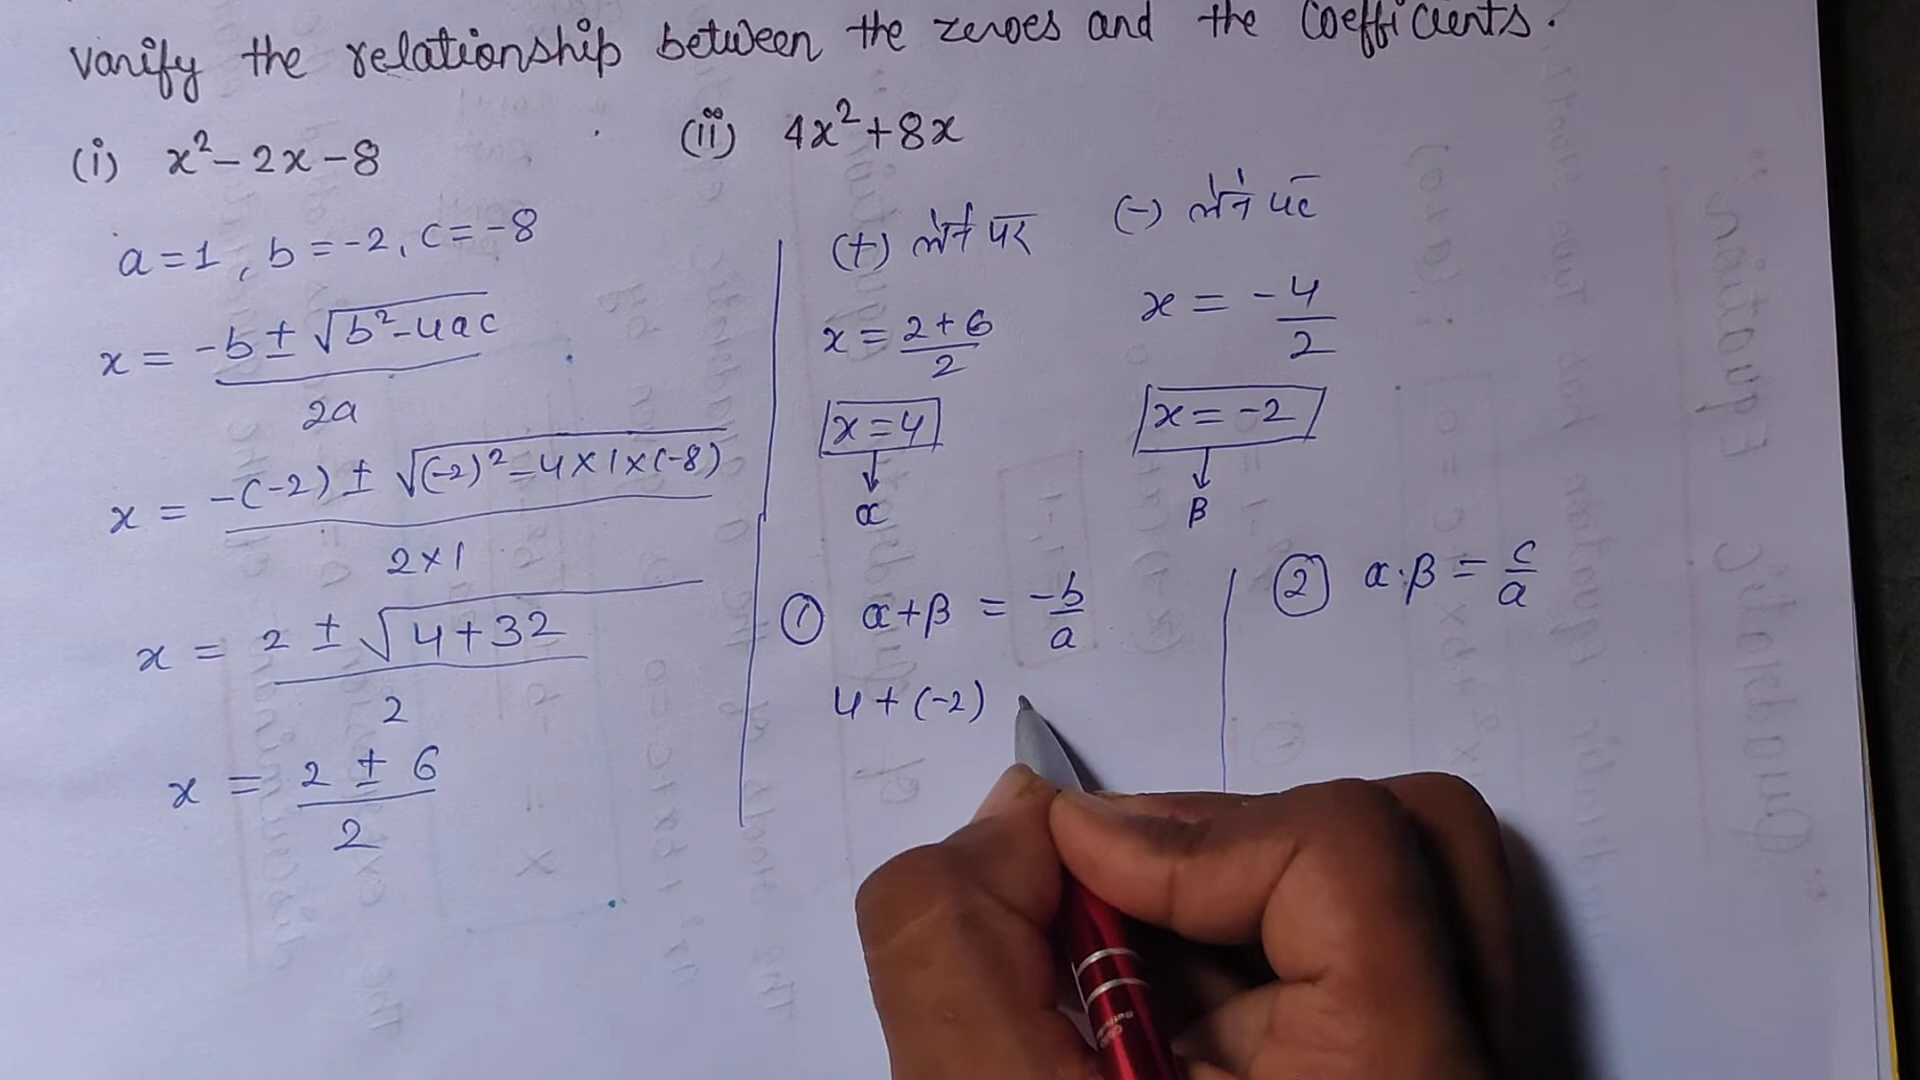 varify the relationship between the zeroes and the coefficients.
(i) x² - 2x - 8
(ii) 4x² + 8x
a = 1, b = -2, c = -8
x = (-b ± √(b² - 4ac)) / 2a
x = (-(-2) ± √((-2)² - 4 × 1 × (-8))) / 2 × 1
x = (2 ± √(4 + 32)) / 2
x = (2 ± 6) / 2
(+) लेने पर
x = (2 + 6) / 2
x = 4
↓
α
(-) लेने पर
x = -4 / 2
x = -2
↓
β
① α + β = -b / a
4 + (-2)
② α · β = c / a